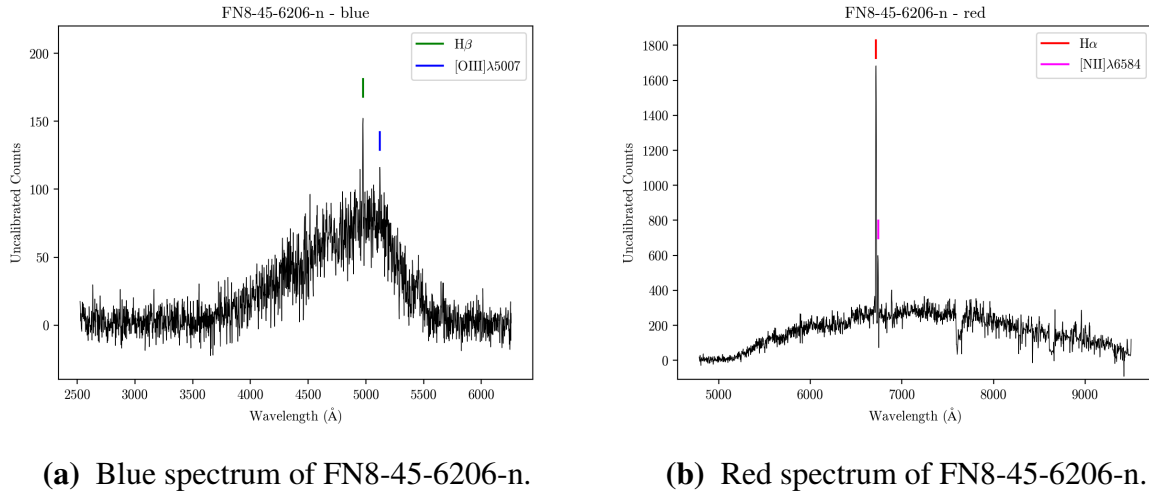 FN8-45-6206-n - blue
Hβ
[OIII]λ5007
200
150
100
50
0
Uncalibrated Counts
2500 3000 3500 4000 4500 5000 5500 6000
Wavelength (Å)
(a) Blue spectrum of FN8-45-6206-n.
FN8-45-6206-n - red
Hα
[NII]λ6584
1800
1600
1400
1200
1000
800
600
400
200
0
Uncalibrated Counts
5000 6000 7000 8000 9000
Wavelength (Å)
(b) Red spectrum of FN8-45-6206-n.